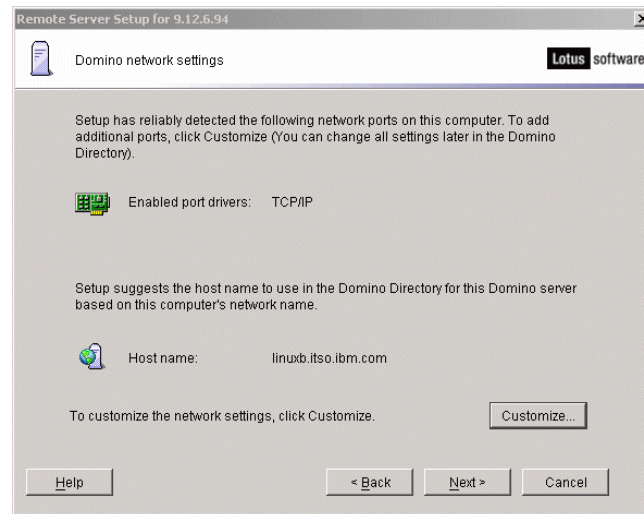 Remote Server Setup for 9.12.6.94
Domino network settings
Lotus software
Setup has reliably detected the following network ports on this computer. To add
additional ports, click Customize (You can change all settings later in the Domino
Directory).
Enabled port drivers: TCP/IP
Setup suggests the host name to use in the Domino Directory for this Domino server
based on this computer's network name.
Host name: linuxb.itso.ibm.com
To customize the network settings, click Customize.
Customize...
Help
< Back
Next >
Cancel